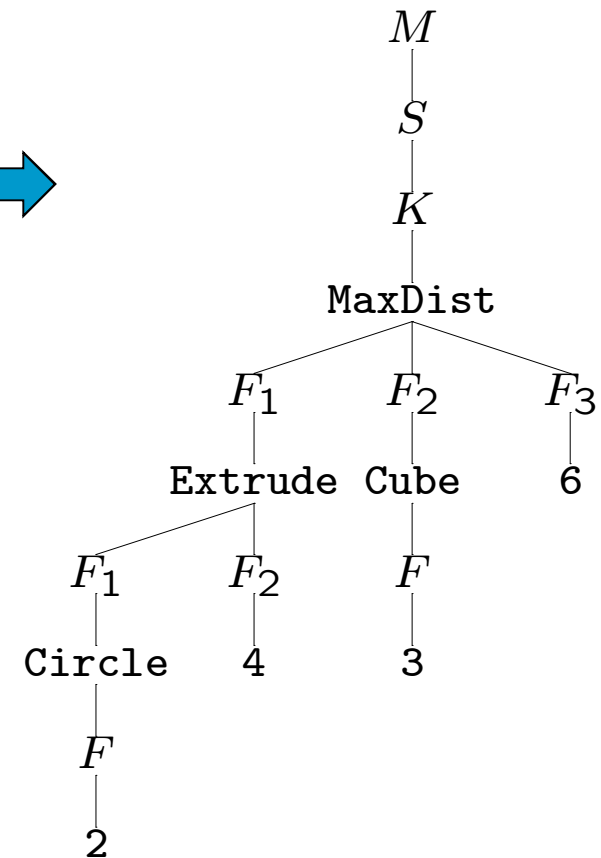 M
S
K
MaxDist
F₁ F₂ F₃
Extrude Cube 6
F₁ F₂ F
Circle 4 3
F
2